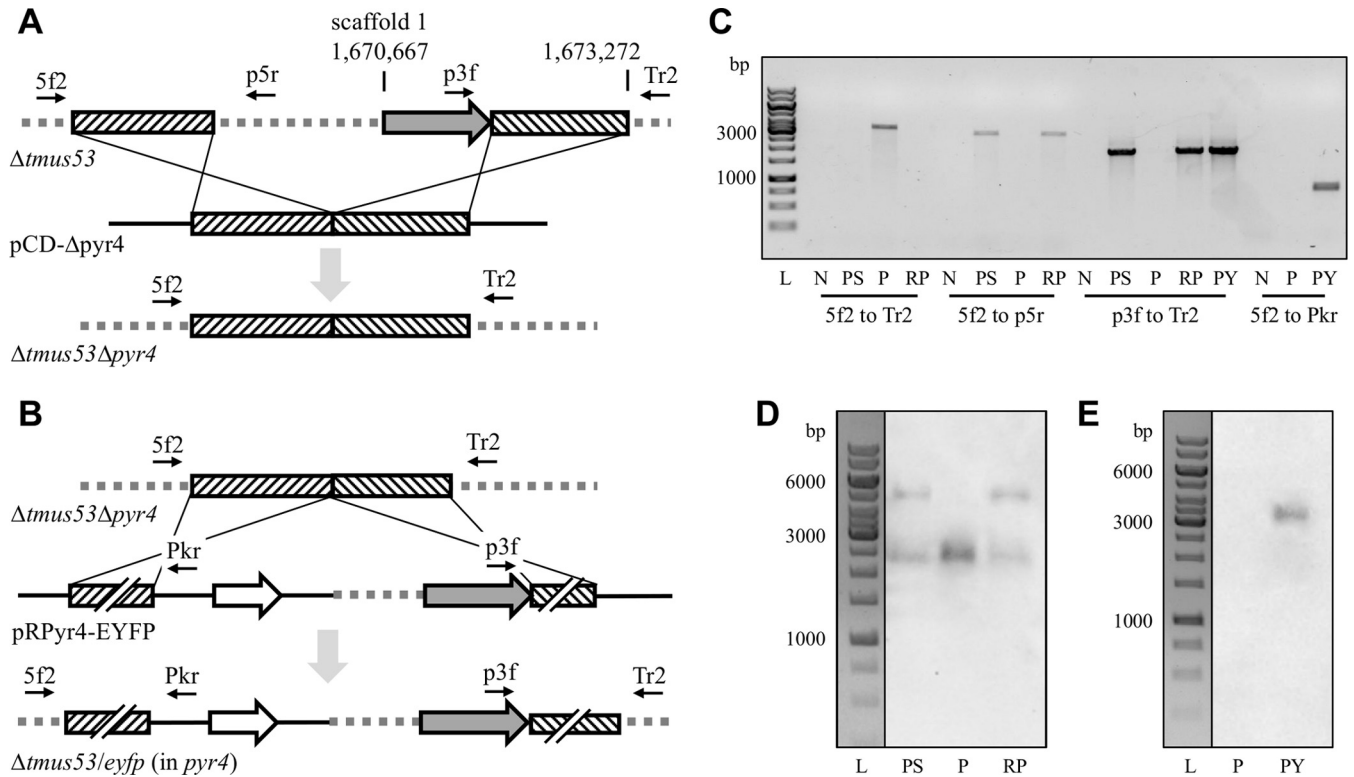 A
scaffold 1
1,670,667
1,673,272
5f2
p5r
p3f
Tr2
Δtmus53
pCD-Δpyr4
5f2
Tr2
Δtmus53Δpyr4
B
5f2
Tr2
Δtmus53Δpyr4
Pkr
p3f
pRPyr4-EYFP
5f2
Pkr
p3f
Tr2
Δtmus53/eyfp (in pyr4)
C
bp
3000
1000
L N PS P RP N PS P RP N PS P RP PY N P PY
5f2 to Tr2 5f2 to p5r p3f to Tr2 5f2 to Pkr
D
bp
6000
3000
1000
L PS P RP
E
bp
6000
3000
1000
L P PY